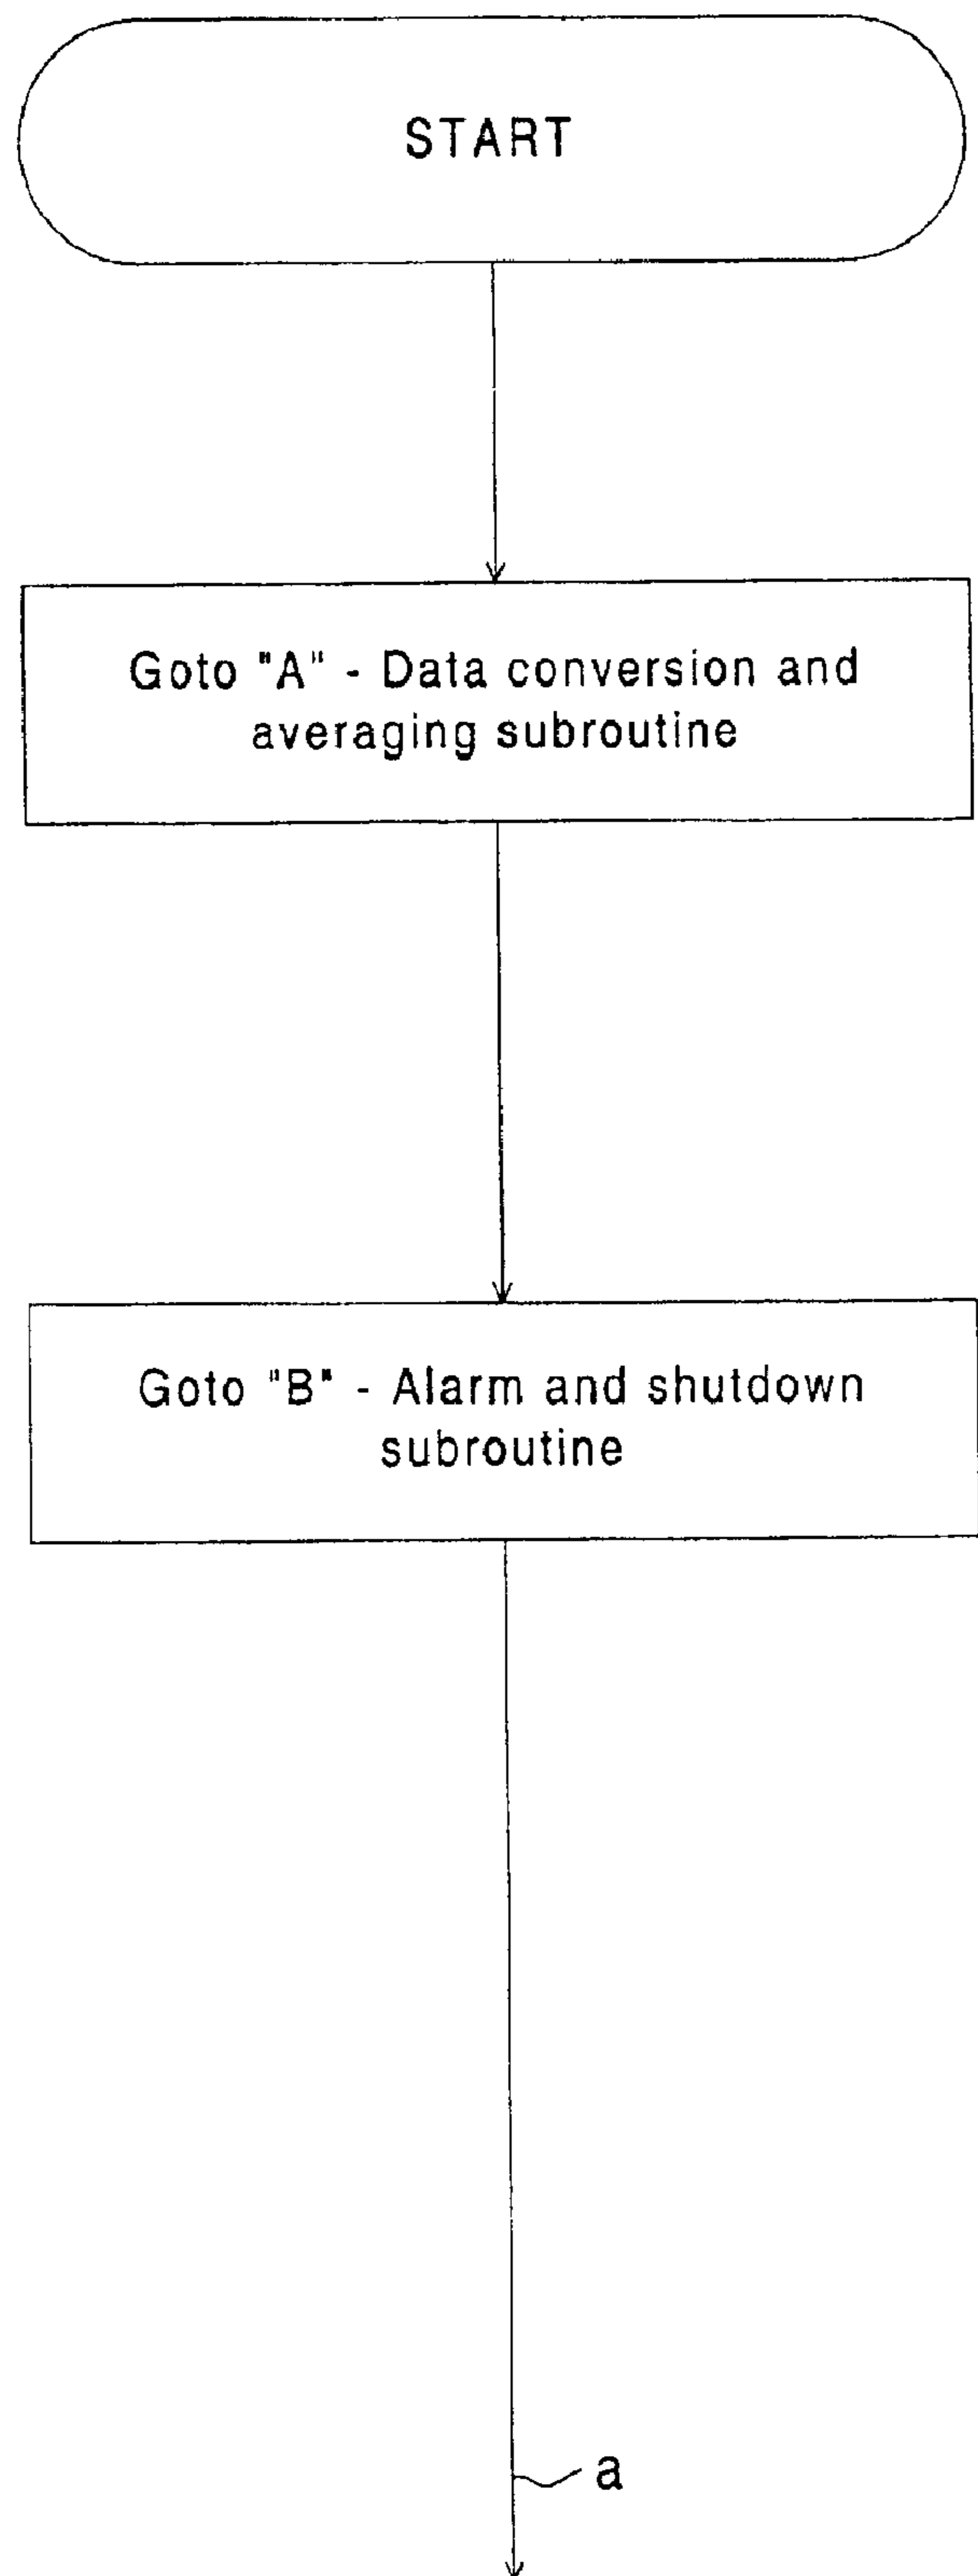 START
Goto "A" - Data conversion and
averaging subroutine
Goto "B" - Alarm and shutdown
subroutine
a